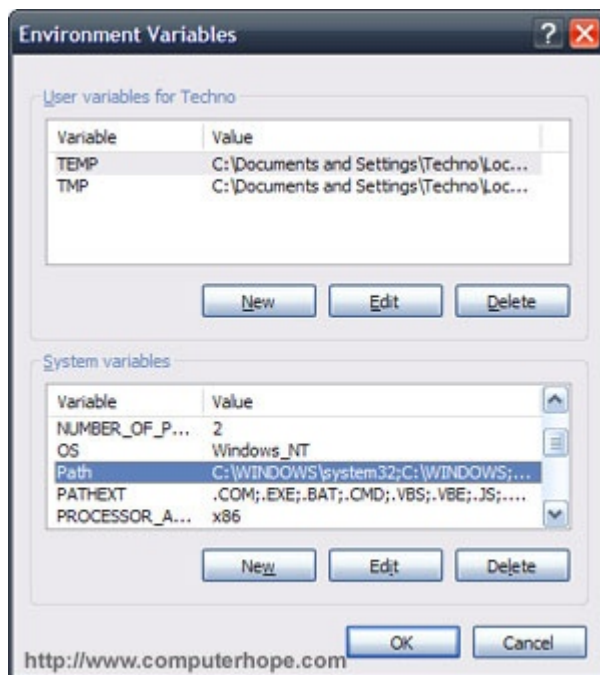 Environment Variables
User variables for Techno
Variable Value
TEMP C:\Documents and Settings\Techno\Loc...
TMP C:\Documents and Settings\Techno\Loc...
New Edit Delete
System variables
Variable Value
NUMBER_OF_P... 2
OS Windows_NT
Path C:\WINDOWS\system32;C:\WINDOWS;...
PATHEXT .COM;.EXE;.BAT;.CMD;.VBS;.VBE;.JS;....
PROCESSOR_A... x86
New Edit Delete
OK Cancel
http://www.computerhope.com